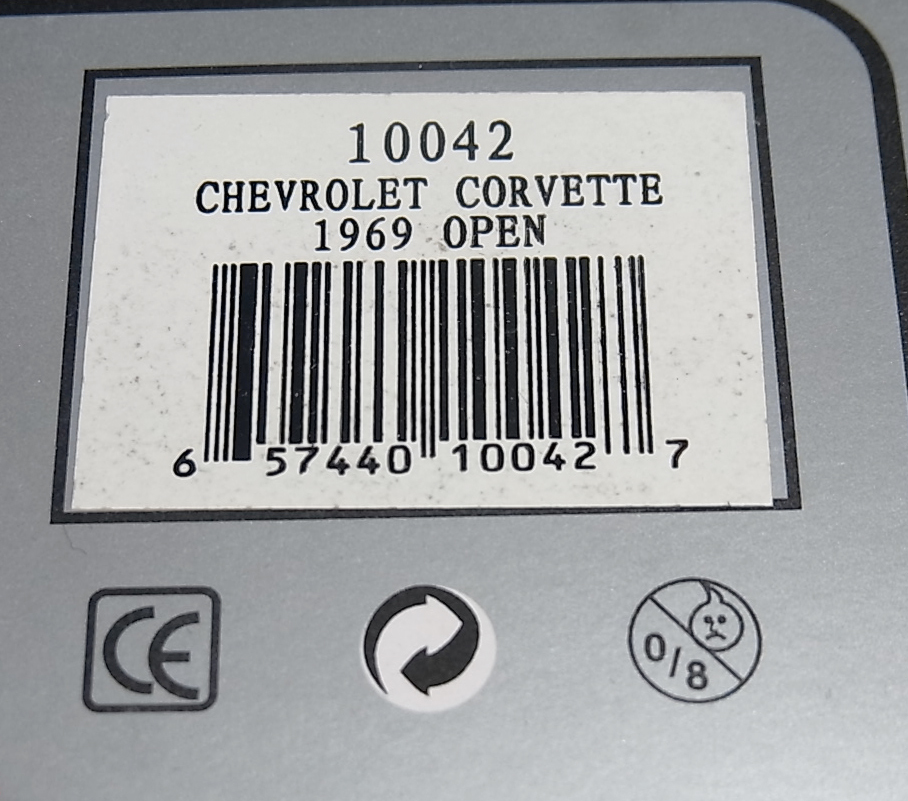 10042
CHEVROLET CORVETTE
1969 OPEN
6 57440 10042 7
CE
0/8